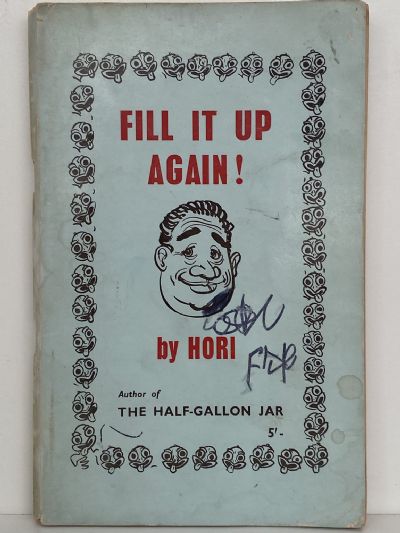 FILL IT UP
AGAIN!
by HORI
Author of
THE HALF-GALLON JAR
5/-